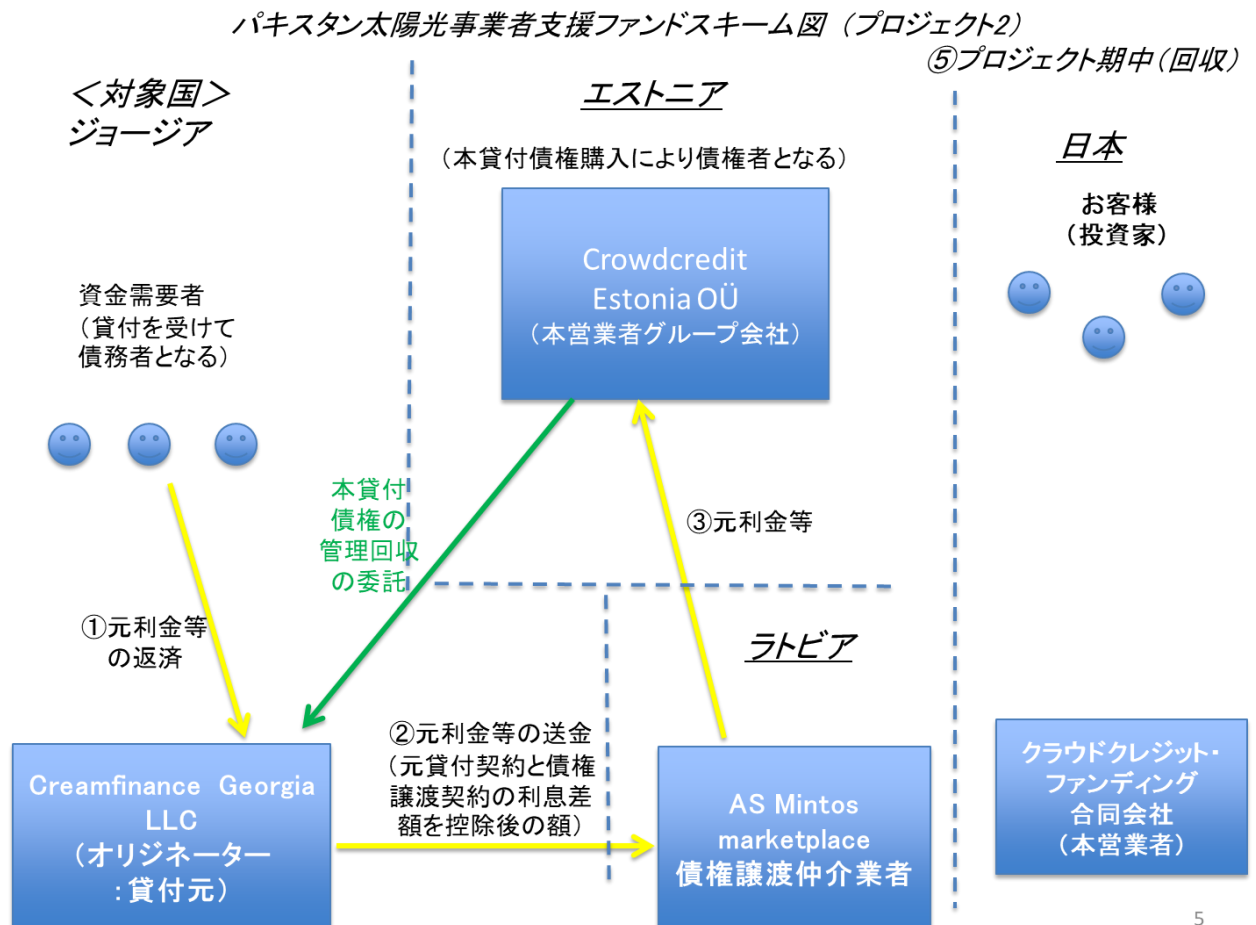 パキスタン太陽光事業者支援ファンドスキーム図（プロジェクト2）
⑤プロジェクト期中（回収）
＜対象国＞
ジョージア
エストニア
日本
（本貸付債権購入により債権者となる）
お客様
（投資家）
Crowdcredit
Estonia OÜ
（本営業者グループ会社）
資金需要者
（貸付を受けて
債務者となる）
本貸付
債権の
管理回収
の委託
③元利金等
①元利金等
の返済
ラトビア
②元利金等の送金
（元貸付契約と債権
譲渡契約の利息差
額を控除後の額）
Creamfinance Georgia
LLC
（オリジネーター
：貸付元）
AS Mintos
marketplace
債権譲渡仲介業者
クラウドクレジット・
ファンディング
合同会社
（本営業者）
5